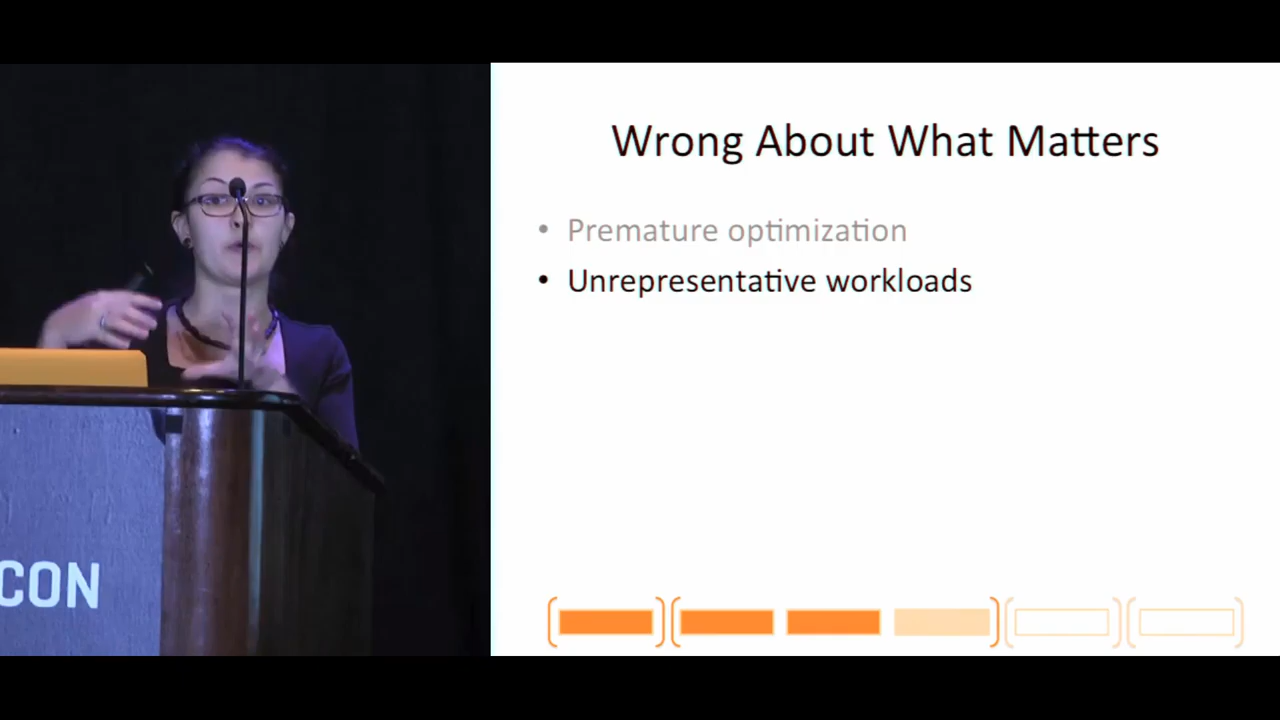 Wrong About What Matters
• Premature optimization
• Unrepresentative workloads
CON